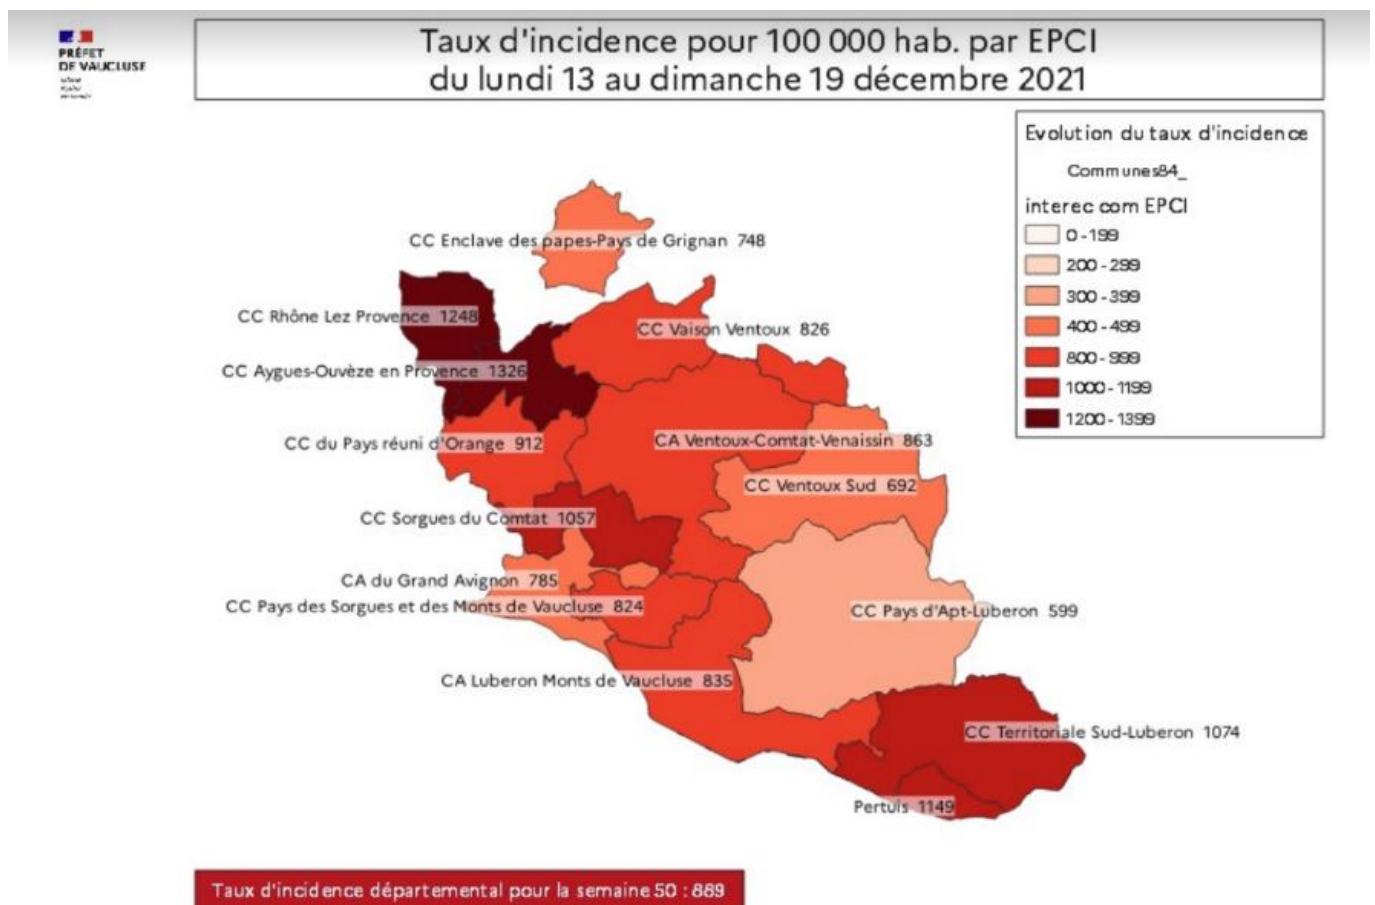 PRÉFET
DE VAUCLUSE
Taux d'incidence pour 100 000 hab. par EPCI
du lundi 13 au dimanche 19 décembre 2021
Evolution du taux d'incidence
Communes84_
interec com EPCI
0-199
200-299
300-399
400-499
800-999
1000-1199
1200-1399
CC Enclave des papes-Pays de Grignan 748
CC Rhône Lez Provence 1248
CC Vaison Ventoux 826
CC Aygues-Ouvèze en Provence 1326
CC du Pays réuni d'Orange 912
CA Ventoux-Comtat-Venaissin 863
CC Ventoux Sud 692
CC Sorgues du Comtat 1057
CA du Grand Avignon 785
CC Pays des Sorgues et des Monts de Vaucluse 824
CC Pays d'Apt-Luberon 599
CA Luberon Monts de Vaucluse 835
CC Territoriale Sud-Luberon 1074
Pertuis 1149
Taux d'incidence départemental pour la semaine 50 : 889